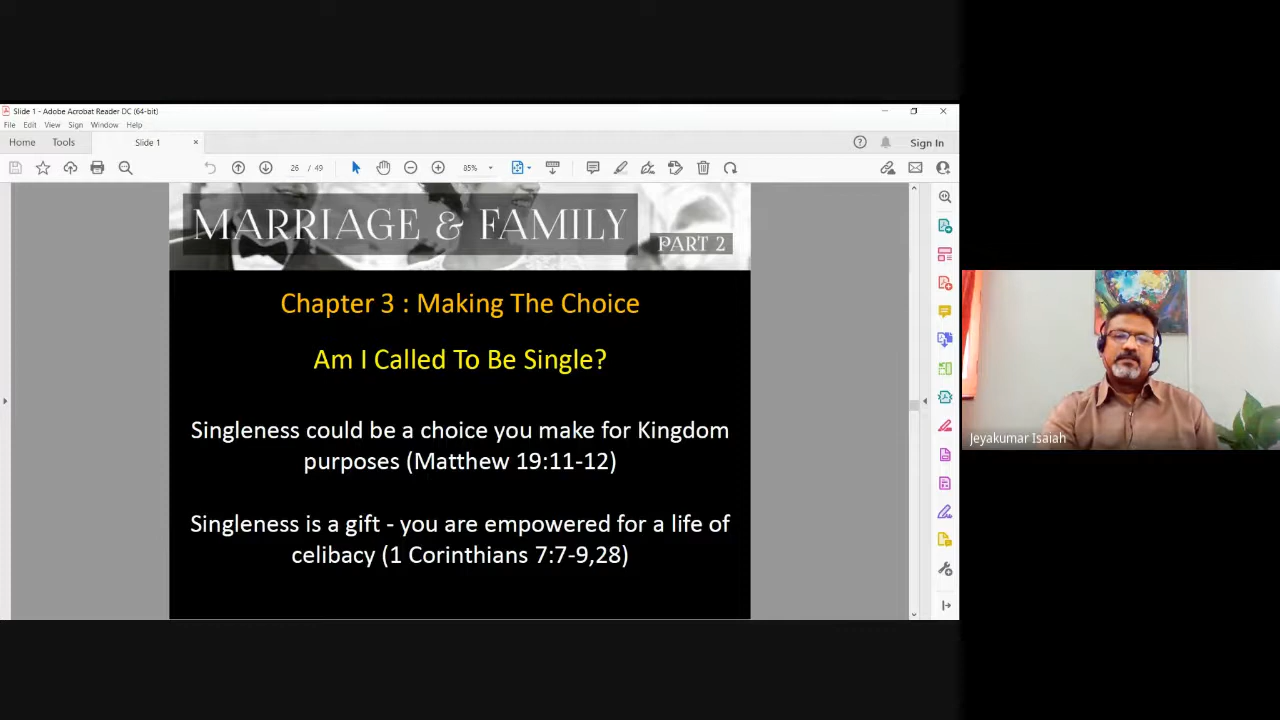 Slide 1 - Adobe Acrobat Reader DC (64-bit)
File Edit View Sign Window Help
Home Tools Slide 1 × Sign In
26 / 49 85%
MARRIAGE & FAMILY
PART 2
Chapter 3 : Making The Choice
Am I Called To Be Single?
Singleness could be a choice you make for Kingdom
purposes (Matthew 19:11-12)
Singleness is a gift - you are empowered for a life of
celibacy (1 Corinthians 7:7-9,28)
Jeyakumar Isaiah